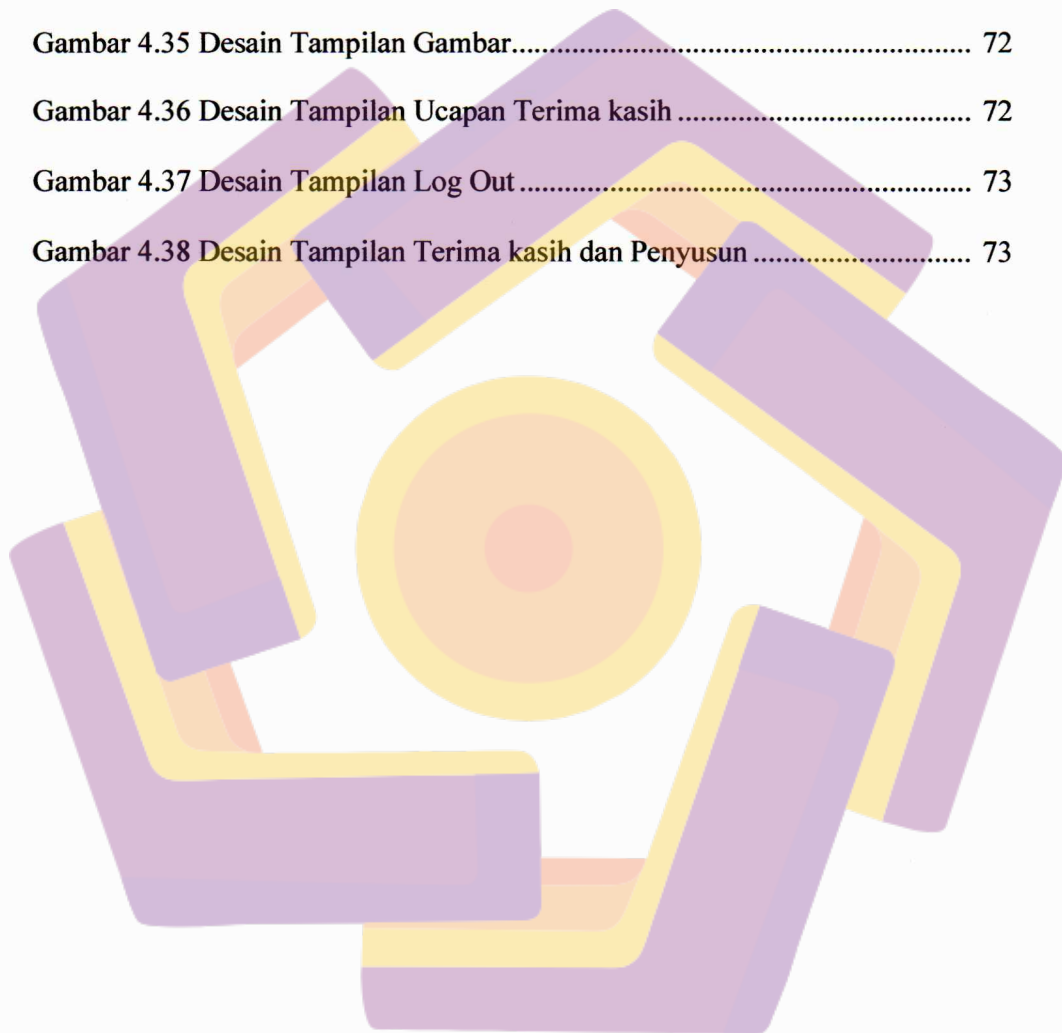 Gambar 4.35 Desain Tampilan Gambar....................................................... 72
Gambar 4.36 Desain Tampilan Ucapan Terima kasih ................................... 72
Gambar 4.37 Desain Tampilan Log Out ...................................................... 73
Gambar 4.38 Desain Tampilan Terima kasih dan Penyusun .......................... 73